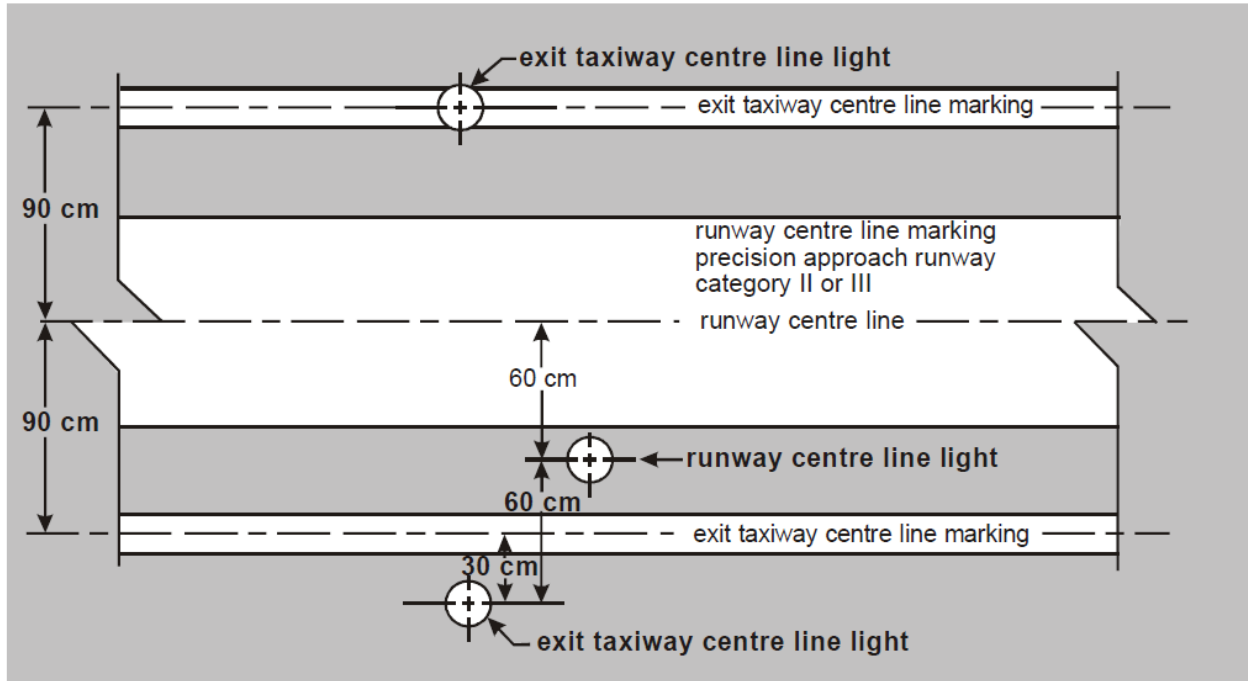 exit taxiway centre line light
exit taxiway centre line marking
90 cm
runway centre line marking
precision approach runway
category II or III
runway centre line
60 cm
90 cm
runway centre line light
60 cm
exit taxiway centre line marking
30 cm
exit taxiway centre line light